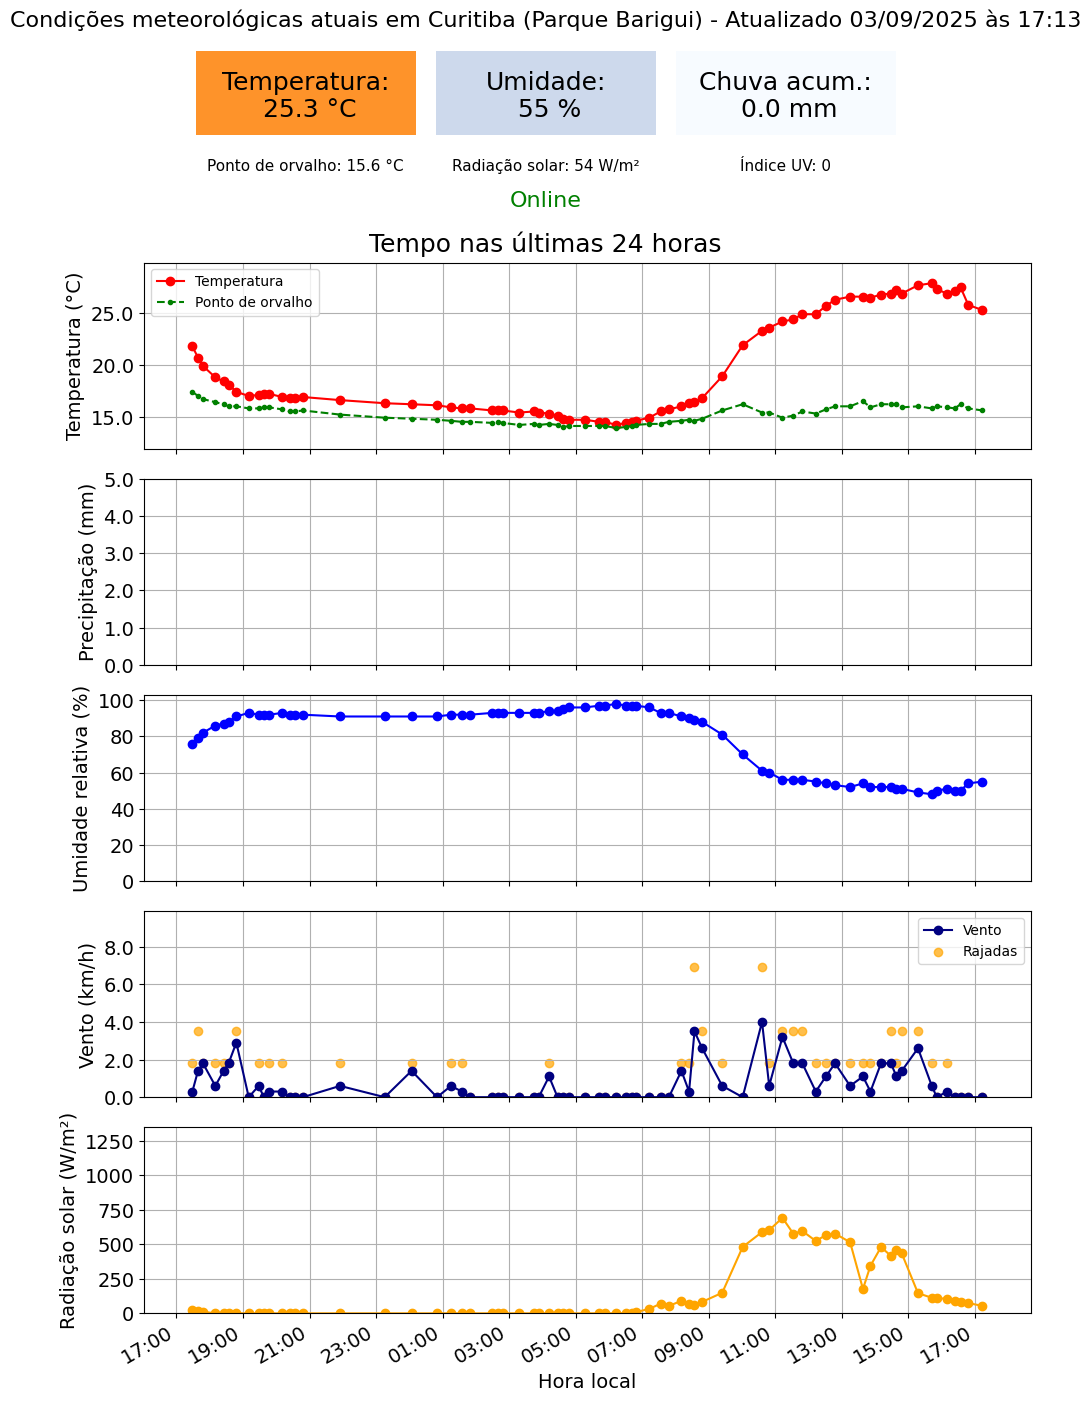 Condições meteorológicas atuais em Curitiba (Parque Barigui) - Atualizado 03/09/2025 às 17:13
Temperatura:
25.3 °C
Umidade:
55 %
Chuva acum.:
0.0 mm
Ponto de orvalho: 15.6 °C
Radiação solar: 54 W/m²
Índice UV: 0
Online
Tempo nas últimas 24 horas
Temperatura (°C)
25.0
20.0
15.0
Temperatura
Ponto de orvalho
Precipitação (mm)
5.0
4.0
3.0
2.0
1.0
0.0
Umidade relativa (%)
100
80
60
40
20
0
Vento (km/h)
8.0
6.0
4.0
2.0
0.0
Vento
Rajadas
Radiação solar (W/m²)
1250
1000
750
500
250
0
17:00
19:00
21:00
23:00
01:00
03:00
05:00
07:00
09:00
11:00
13:00
15:00
17:00
Hora local